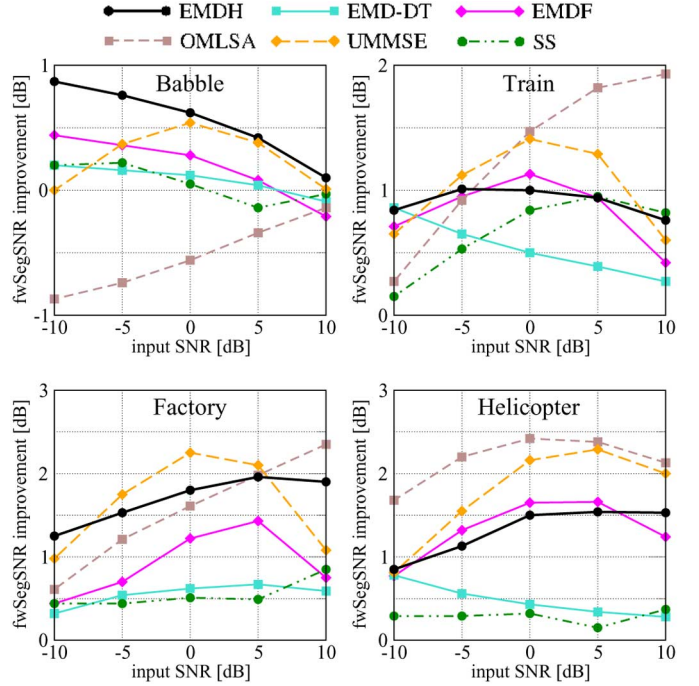 EMDH EMD-DT EMDF
OMLSA UMMSE SS
Babble
fwSegSNR improvement [dB]
1
0
-1
-10 -5 0 5 10
input SNR [dB]
Train
fwSegSNR improvement [dB]
2
1
0
-10 -5 0 5 10
input SNR [dB]
Factory
fwSegSNR improvement [dB]
3
2
1
0
-10 -5 0 5 10
input SNR [dB]
Helicopter
fwSegSNR improvement [dB]
3
2
1
0
-10 -5 0 5 10
input SNR [dB]